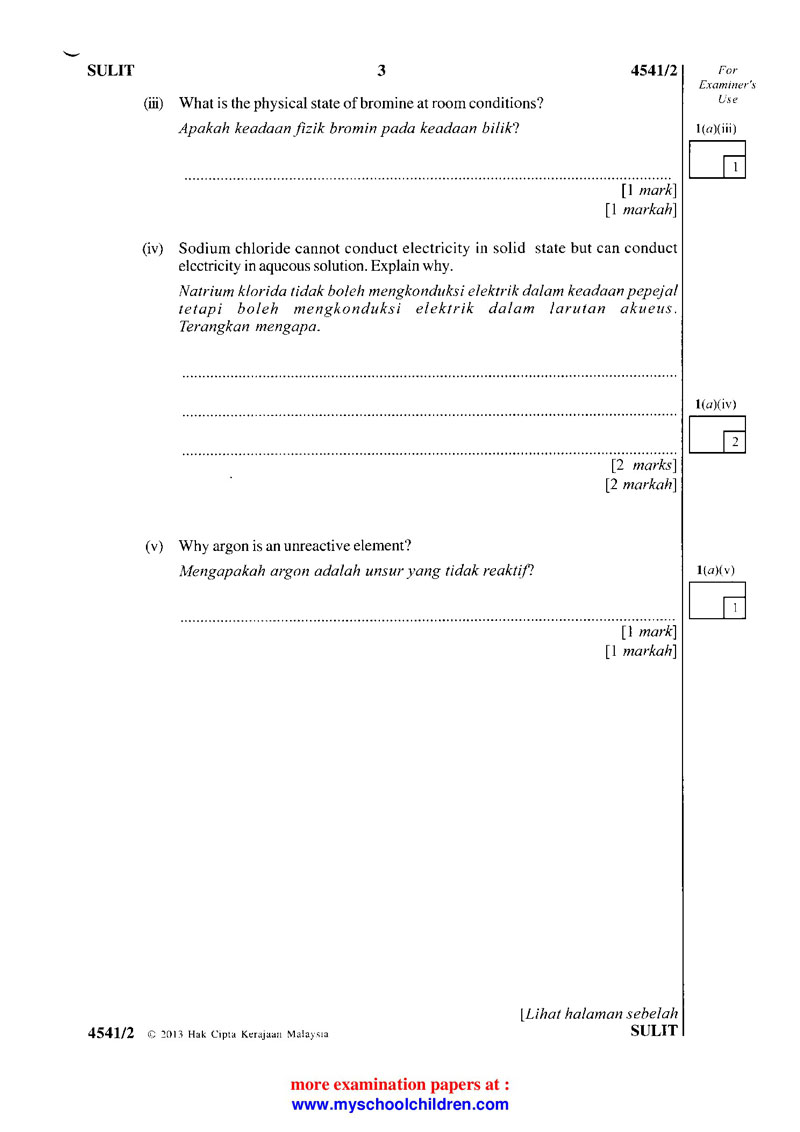 SULIT 3 4541/2
For
Examiner's
Use
(iii) What is the physical state of bromine at room conditions?
Apakah keadaan fizik bromin pada keadaan bilik?
1(a)(iii)
1
[1 mark]
[1 markah]
(iv) Sodium chloride cannot conduct electricity in solid state but can conduct
electricity in aqueous solution. Explain why.
Natrium klorida tidak boleh mengkonduksi elektrik dalam keadaan pepejal
tetapi boleh mengkonduksi elektrik dalam larutan akueus.
Terangkan mengapa.
1(a)(iv)
2
[2 marks]
[2 markah]
(v) Why argon is an unreactive element?
Mengapakah argon adalah unsur yang tidak reaktif?
1(a)(v)
1
[1 mark]
[1 markah]
[Lihat halaman sebelah
4541/2 © 2013 Hak Cipta Kerajaan Malaysia SULIT
more examination papers at :
www.myschoolchildren.com